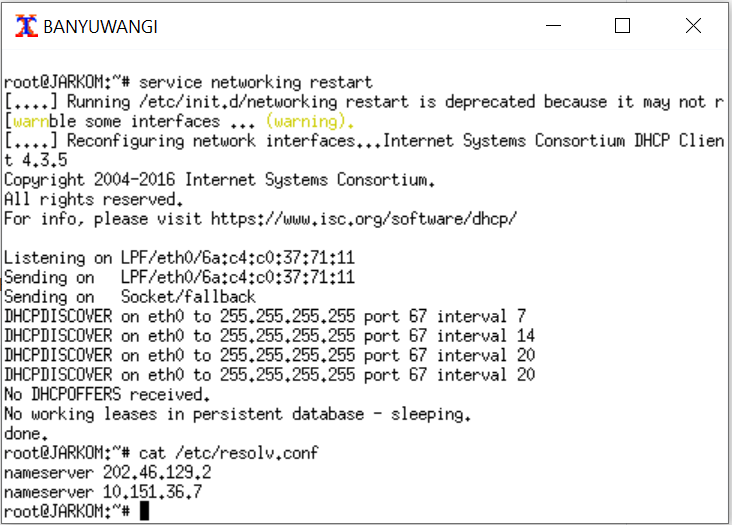 BANYUWANGI
root@JARKOM:~# service networking restart
[....] Running /etc/init.d/networking restart is deprecated because it may not r
[warnble some interfaces ... (warning).
[....] Reconfiguring network interfaces...Internet Systems Consortium DHCP Clien
t 4.3.5
Copyright 2004-2016 Internet Systems Consortium.
All rights reserved.
For info, please visit https://www.isc.org/software/dhcp/
Listening on LPF/eth0/6a:c4:c0:37:71:11
Sending on   LPF/eth0/6a:c4:c0:37:71:11
Sending on   Socket/fallback
DHCPDISCOVER on eth0 to 255.255.255.255 port 67 interval 7
DHCPDISCOVER on eth0 to 255.255.255.255 port 67 interval 14
DHCPDISCOVER on eth0 to 255.255.255.255 port 67 interval 20
DHCPDISCOVER on eth0 to 255.255.255.255 port 67 interval 20
No DHCPOFFERS received.
No working leases in persistent database - sleeping.
done.
root@JARKOM:~# cat /etc/resolv.conf
nameserver 202.46.129.2
nameserver 10.151.36.7
root@JARKOM:~#